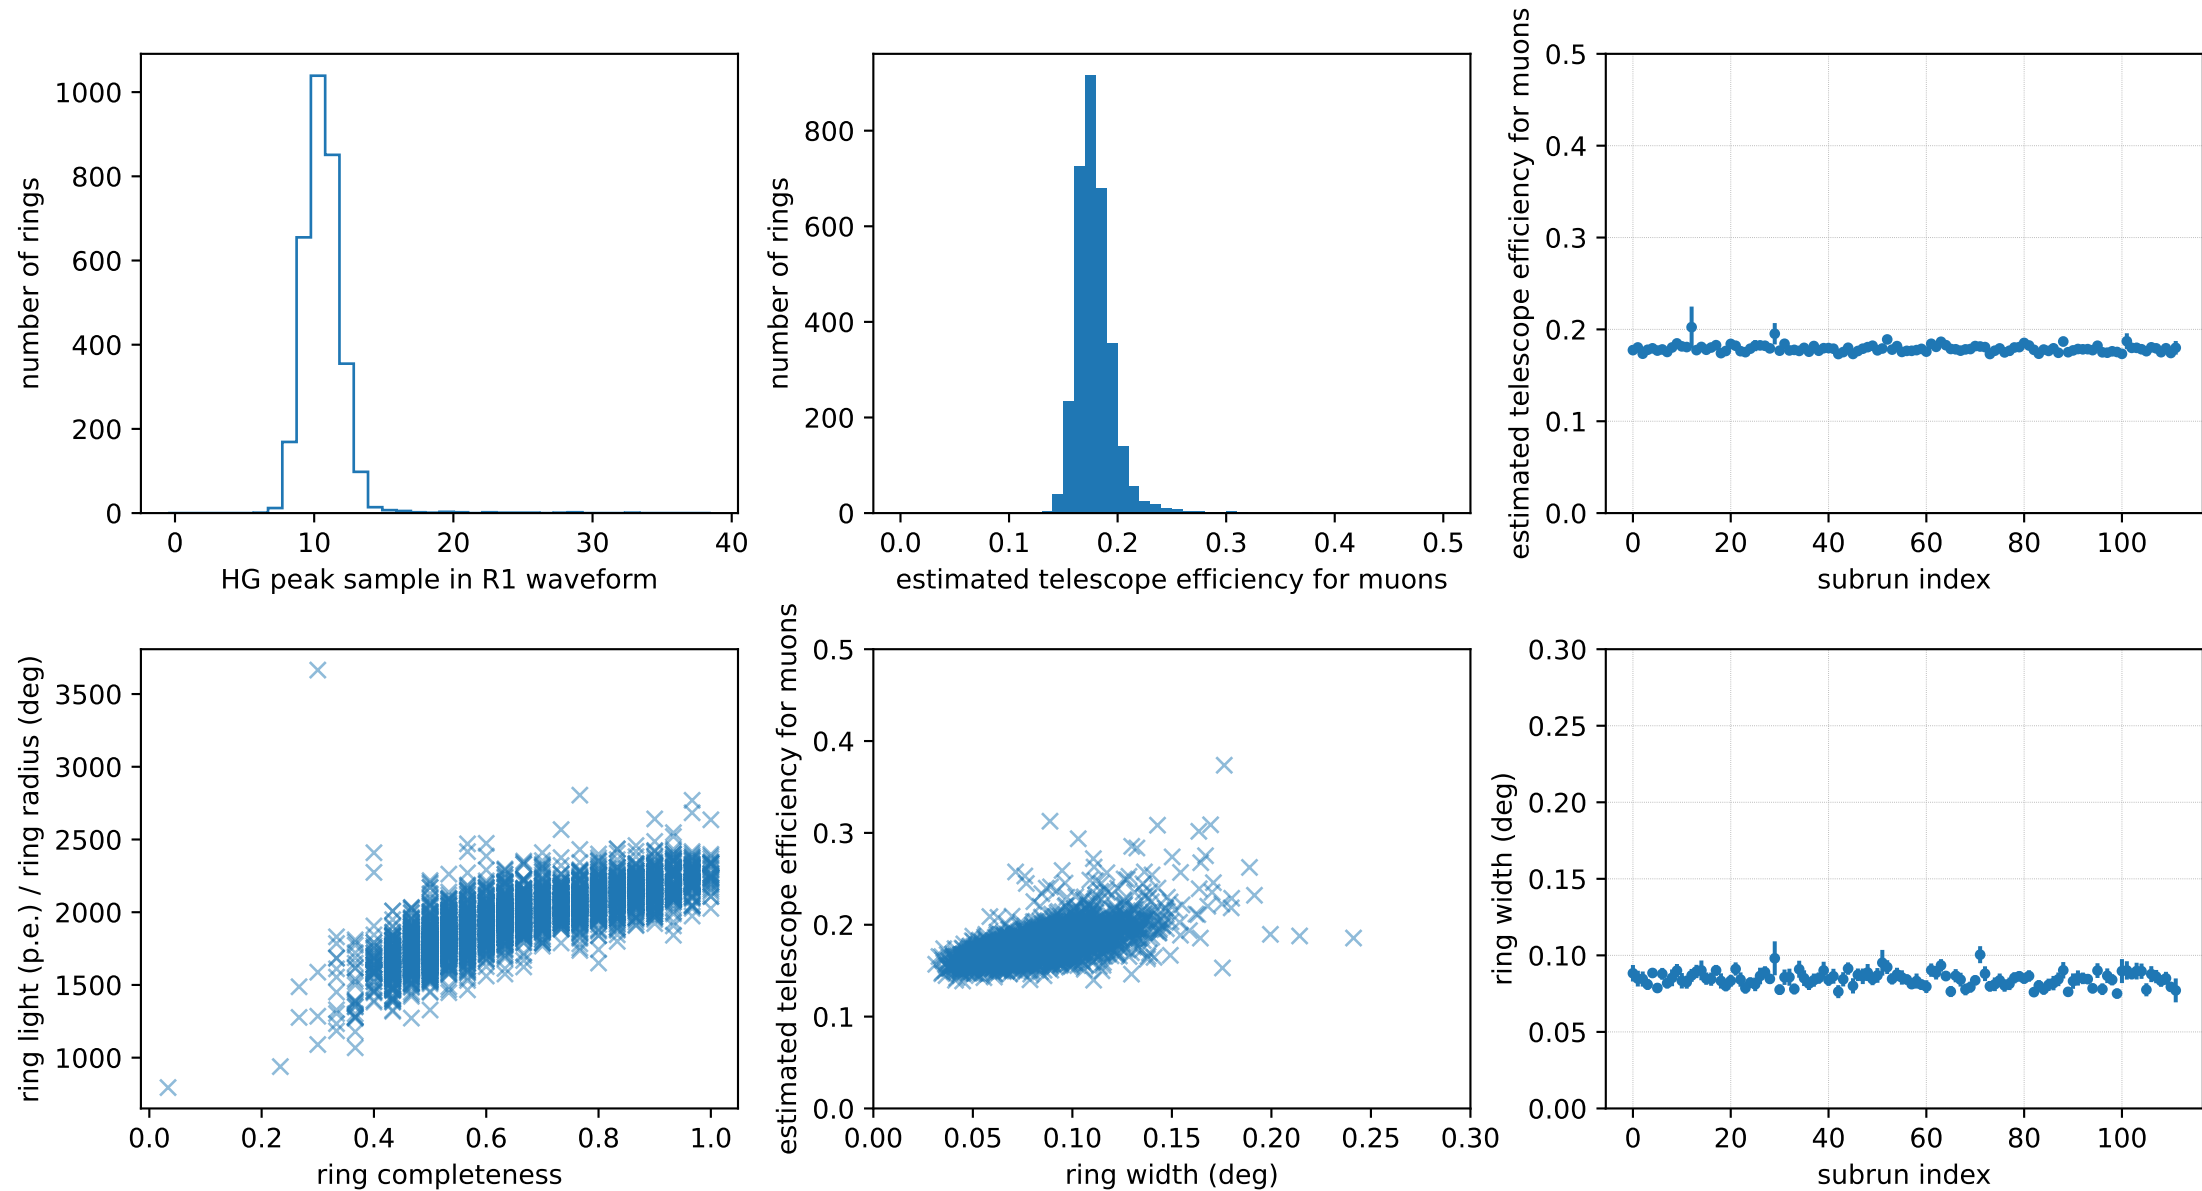 number of rings
1000
800
600
400
200
0
0 10 20 30 40
HG peak sample in R1 waveform
number of rings
800
600
400
200
0
0.0 0.1 0.2 0.3 0.4 0.5
estimated telescope efficiency for muons
estimated telescope efficiency for muons
0.5
0.4
0.3
0.2
0.1
0.0
0 20 40 60 80 100
subrun index
ring light (p.e.) / ring radius (deg)
3500
3000
2500
2000
1500
1000
0.0 0.2 0.4 0.6 0.8 1.0
ring completeness
estimated telescope efficiency for muons
0.5
0.4
0.3
0.2
0.1
0.0
0.00 0.05 0.10 0.15 0.20 0.25 0.30
ring width (deg)
ring width (deg)
0.30
0.25
0.20
0.15
0.10
0.05
0.00
0 20 40 60 80 100
subrun index